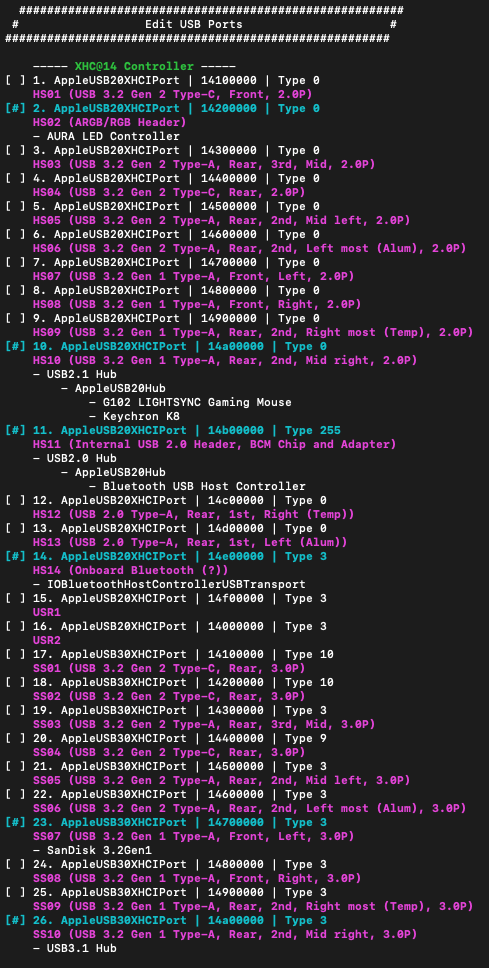 ########################################################
# Edit USB Ports #
########################################################
----- XHC@14 Controller -----
[ ] 1. AppleUSB20XHCIPort | 14100000 | Type 0
HS01 (USB 3.2 Gen 2 Type-C, Front, 2.0P)
[#] 2. AppleUSB20XHCIPort | 14200000 | Type 0
HS02 (ARGB/RGB Header)
- AURA LED Controller
[ ] 3. AppleUSB20XHCIPort | 14300000 | Type 0
HS03 (USB 3.2 Gen 2 Type-A, Rear, 3rd, Mid, 2.0P)
[ ] 4. AppleUSB20XHCIPort | 14400000 | Type 0
HS04 (USB 3.2 Gen 2 Type-C, Rear, 2.0P)
[ ] 5. AppleUSB20XHCIPort | 14500000 | Type 0
HS05 (USB 3.2 Gen 2 Type-A, Rear, 2nd, Mid left, 2.0P)
[ ] 6. AppleUSB20XHCIPort | 14600000 | Type 0
HS06 (USB 3.2 Gen 2 Type-A, Rear, 2nd, Left most (Alum), 2.0P)
[ ] 7. AppleUSB20XHCIPort | 14700000 | Type 0
HS07 (USB 3.2 Gen 1 Type-A, Front, Left, 2.0P)
[ ] 8. AppleUSB20XHCIPort | 14800000 | Type 0
HS08 (USB 3.2 Gen 1 Type-A, Front, Right, 2.0P)
[ ] 9. AppleUSB20XHCIPort | 14900000 | Type 0
HS09 (USB 3.2 Gen 1 Type-A, Rear, 2nd, Right most (Temp), 2.0P)
[#] 10. AppleUSB20XHCIPort | 14a00000 | Type 0
HS10 (USB 3.2 Gen 1 Type-A, Rear, 2nd, Mid right, 2.0P)
- USB2.1 Hub
- AppleUSB20Hub
- G102 LIGHTSYNC Gaming Mouse
- Keychron K8
[#] 11. AppleUSB20XHCIPort | 14b00000 | Type 255
HS11 (Internal USB 2.0 Header, BCM Chip and Adapter)
- USB2.0 Hub
- AppleUSB20Hub
- Bluetooth USB Host Controller
[ ] 12. AppleUSB20XHCIPort | 14c00000 | Type 0
HS12 (USB 2.0 Type-A, Rear, 1st, Right (Temp))
[ ] 13. AppleUSB20XHCIPort | 14d00000 | Type 0
HS13 (USB 2.0 Type-A, Rear, 1st, Left (Alum))
[#] 14. AppleUSB20XHCIPort | 14e00000 | Type 3
HS14 (Onboard Bluetooth (?))
- IOBluetoothHostControllerUSBTransport
[ ] 15. AppleUSB20XHCIPort | 14f00000 | Type 3
USR1
[ ] 16. AppleUSB20XHCIPort | 14000000 | Type 3
USR2
[ ] 17. AppleUSB30XHCIPort | 14100000 | Type 10
SS01 (USB 3.2 Gen 2 Type-C, Rear, 3.0P)
[ ] 18. AppleUSB30XHCIPort | 14200000 | Type 10
SS02 (USB 3.2 Gen 2 Type-C, Rear, 3.0P)
[ ] 19. AppleUSB30XHCIPort | 14300000 | Type 3
SS03 (USB 3.2 Gen 2 Type-A, Rear, 3rd, Mid, 3.0P)
[ ] 20. AppleUSB30XHCIPort | 14400000 | Type 9
SS04 (USB 3.2 Gen 2 Type-C, Rear, 3.0P)
[ ] 21. AppleUSB30XHCIPort | 14500000 | Type 3
SS05 (USB 3.2 Gen 2 Type-A, Rear, 2nd, Mid left, 3.0P)
[ ] 22. AppleUSB30XHCIPort | 14600000 | Type 3
SS06 (USB 3.2 Gen 2 Type-A, Rear, 2nd, Left most (Alum), 3.0P)
[#] 23. AppleUSB30XHCIPort | 14700000 | Type 3
SS07 (USB 3.2 Gen 1 Type-A, Front, Left, 3.0P)
- SanDisk 3.2Gen1
[ ] 24. AppleUSB30XHCIPort | 14800000 | Type 3
SS08 (USB 3.2 Gen 1 Type-A, Front, Right, 3.0P)
[ ] 25. AppleUSB30XHCIPort | 14900000 | Type 3
SS09 (USB 3.2 Gen 1 Type-A, Rear, 2nd, Right most (Temp), 3.0P)
[#] 26. AppleUSB30XHCIPort | 14a00000 | Type 3
SS10 (USB 3.2 Gen 1 Type-A, Rear, 2nd, Mid right, 3.0P)
- USB3.1 Hub